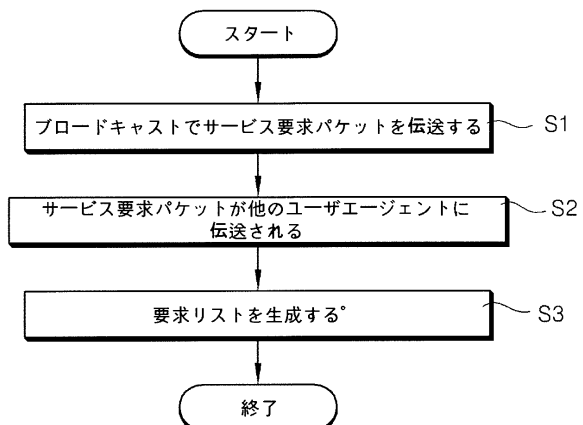 スタート
ブロードキャストでサービス要求パケットを伝送する
S1
サービス要求パケットが他のユーザエージェントに
伝送される
S2
要求リストを生成する゚
S3
終了